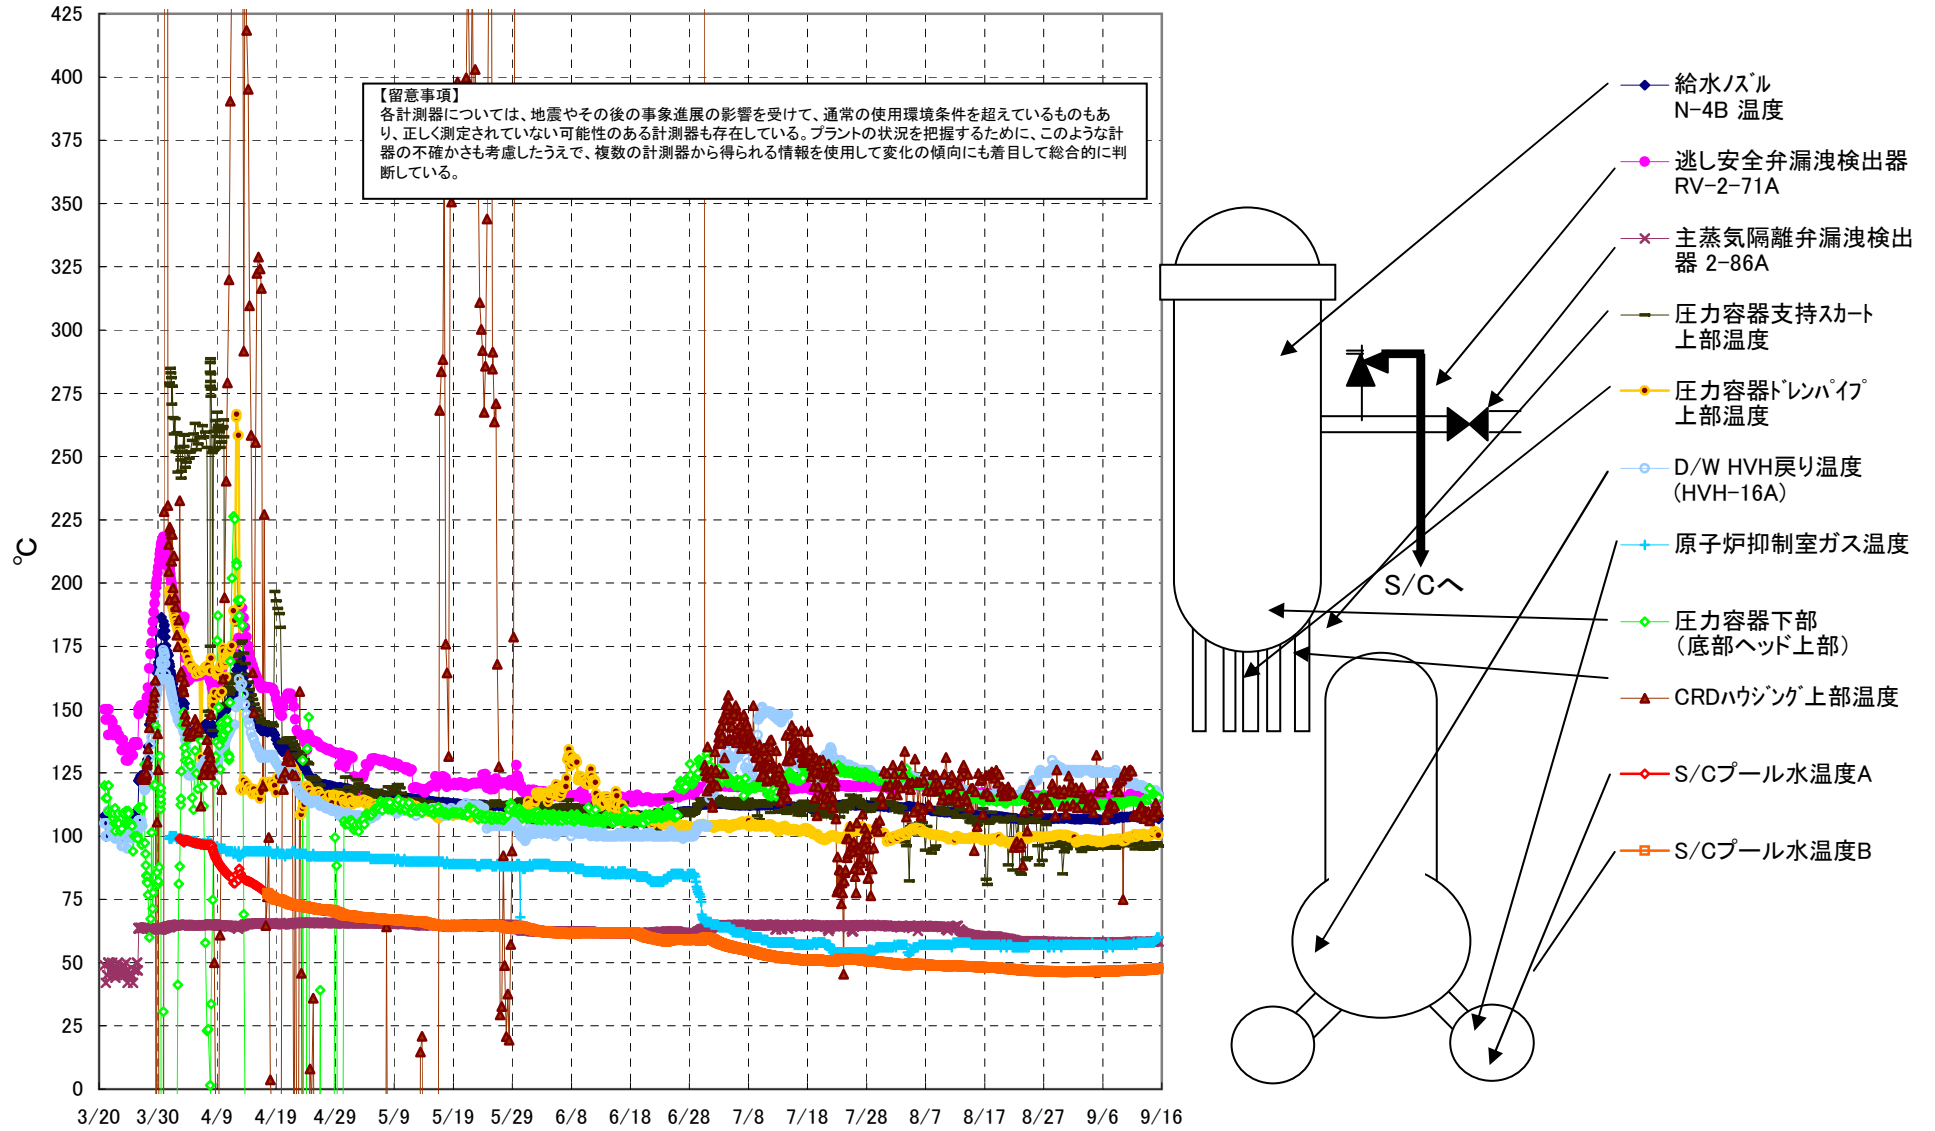 425
400
375
350
325
300
275
250
225
200
175
150
125
100
75
50
25
0
℃
【留意事項】
各計測器については、地震やその後の事象進展の影響を受けて、通常の使用環境条件を超えているものもあ
り、正しく測定されていない可能性のある計測器も存在している。プラントの状況を把握するために、このような計
器の不確かさも考慮したうえで、複数の計測器から得られる情報を使用して変化の傾向にも着目して総合的に判
断している。
3/20 3/30 4/9 4/19 4/29 5/9 5/19 5/29 6/8 6/18 6/28 7/8 7/18 7/28 8/7 8/17 8/27 9/6 9/16
S/Cへ
給水ﾉｽﾞﾙ
N-4B 温度
逃し安全弁漏洩検出器
RV-2-71A
主蒸気隔離弁漏洩検出
器 2-86A
圧力容器支持ｽｶｰﾄ
上部温度
圧力容器ﾄﾞﾚﾝﾊﾟｲﾌﾟ
上部温度
D/W HVH戻り温度
(HVH-16A)
原子炉抑制室ガス温度
圧力容器下部
（底部ヘッド上部）
CRDﾊｳｼﾞﾝｸﾞ上部温度
S/Cプール水温度A
S/Cプール水温度B